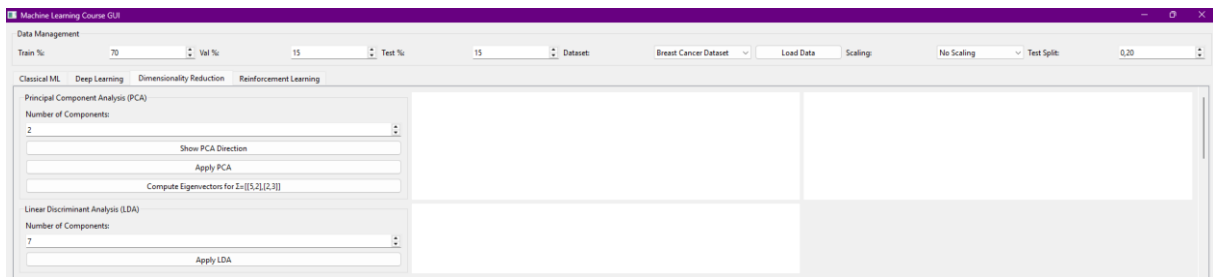 Machine Learning Course GUI
Data Management
Train %: 70 Val %: 15 Test %: 15 Dataset: Breast Cancer Dataset Load Data Scaling: No Scaling Test Split: 0,20
Classical ML Deep Learning Dimensionality Reduction Reinforcement Learning
Principal Component Analysis (PCA)
Number of Components:
2
Show PCA Direction
Apply PCA
Compute Eigenvectors for Σ=[[5,2],[2,3]]
Linear Discriminant Analysis (LDA)
Number of Components:
7
Apply LDA